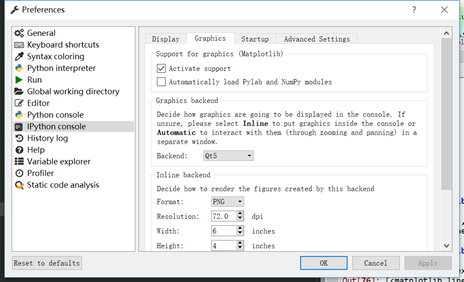 Preferences
General
Keyboard shortcuts
Syntax coloring
Python interpreter
Run
Global working directory
Editor
Python console
IPython console
History log
Help
Variable explorer
Profiler
Static code analysis
Display Graphics Startup Advanced Settings
Support for graphics (Matplotlib)
Activate support
Automatically load Pylab and NumPy modules
Graphics backend
Decide how graphics are going to be displayed in the console. If
unsure, please select Inline to put graphics inside the console or
Automatic to interact with them (through zooming and panning) in a
separate window.
Backend: Qt5
Inline backend
Decide how to render the figures created by this backend
Format: PNG
Resolution: 72.0 dpi
Width: 6 inches
Height: 4 inches
Reset to defaults OK Cancel Apply